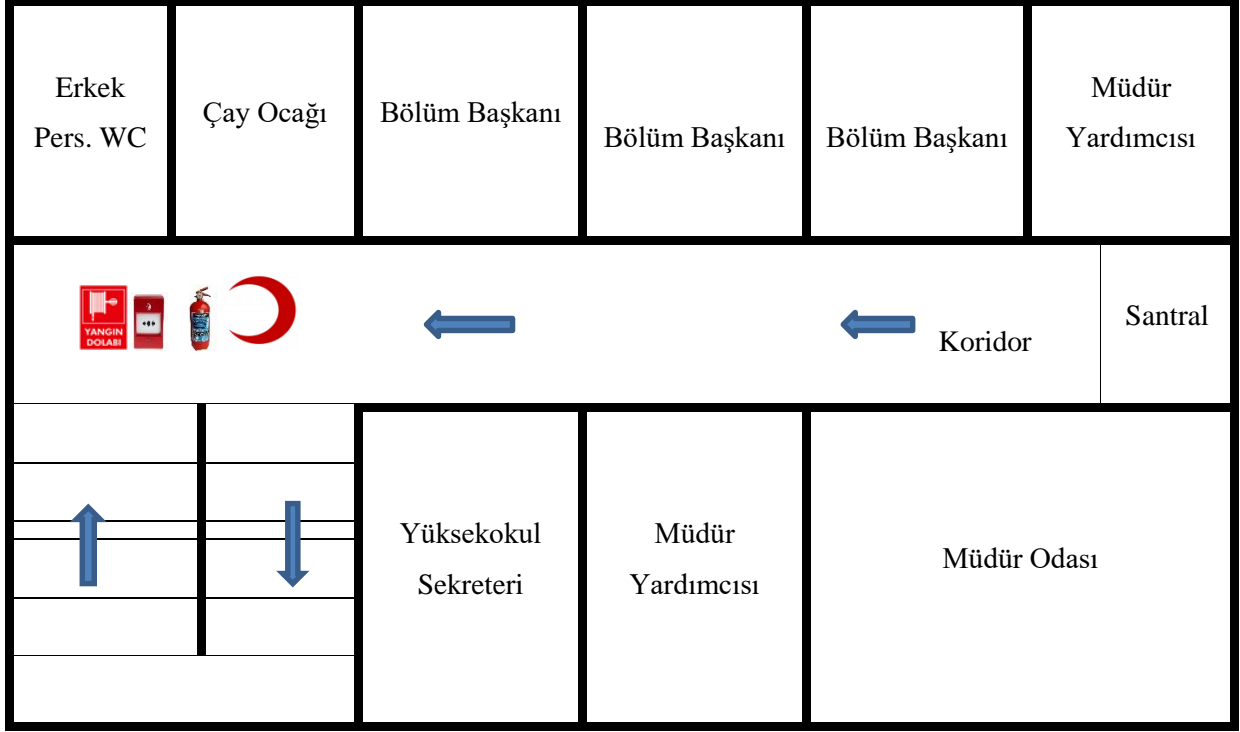 Erkek
Pers. WC
Çay Ocağı
Bölüm Başkanı
Bölüm Başkanı
Bölüm Başkanı
Müdür
Yardımcısı
YANGIN
DOLABI
Koridor
Santral
Yüksekokul
Sekreteri
Müdür
Yardımcısı
Müdür Odası